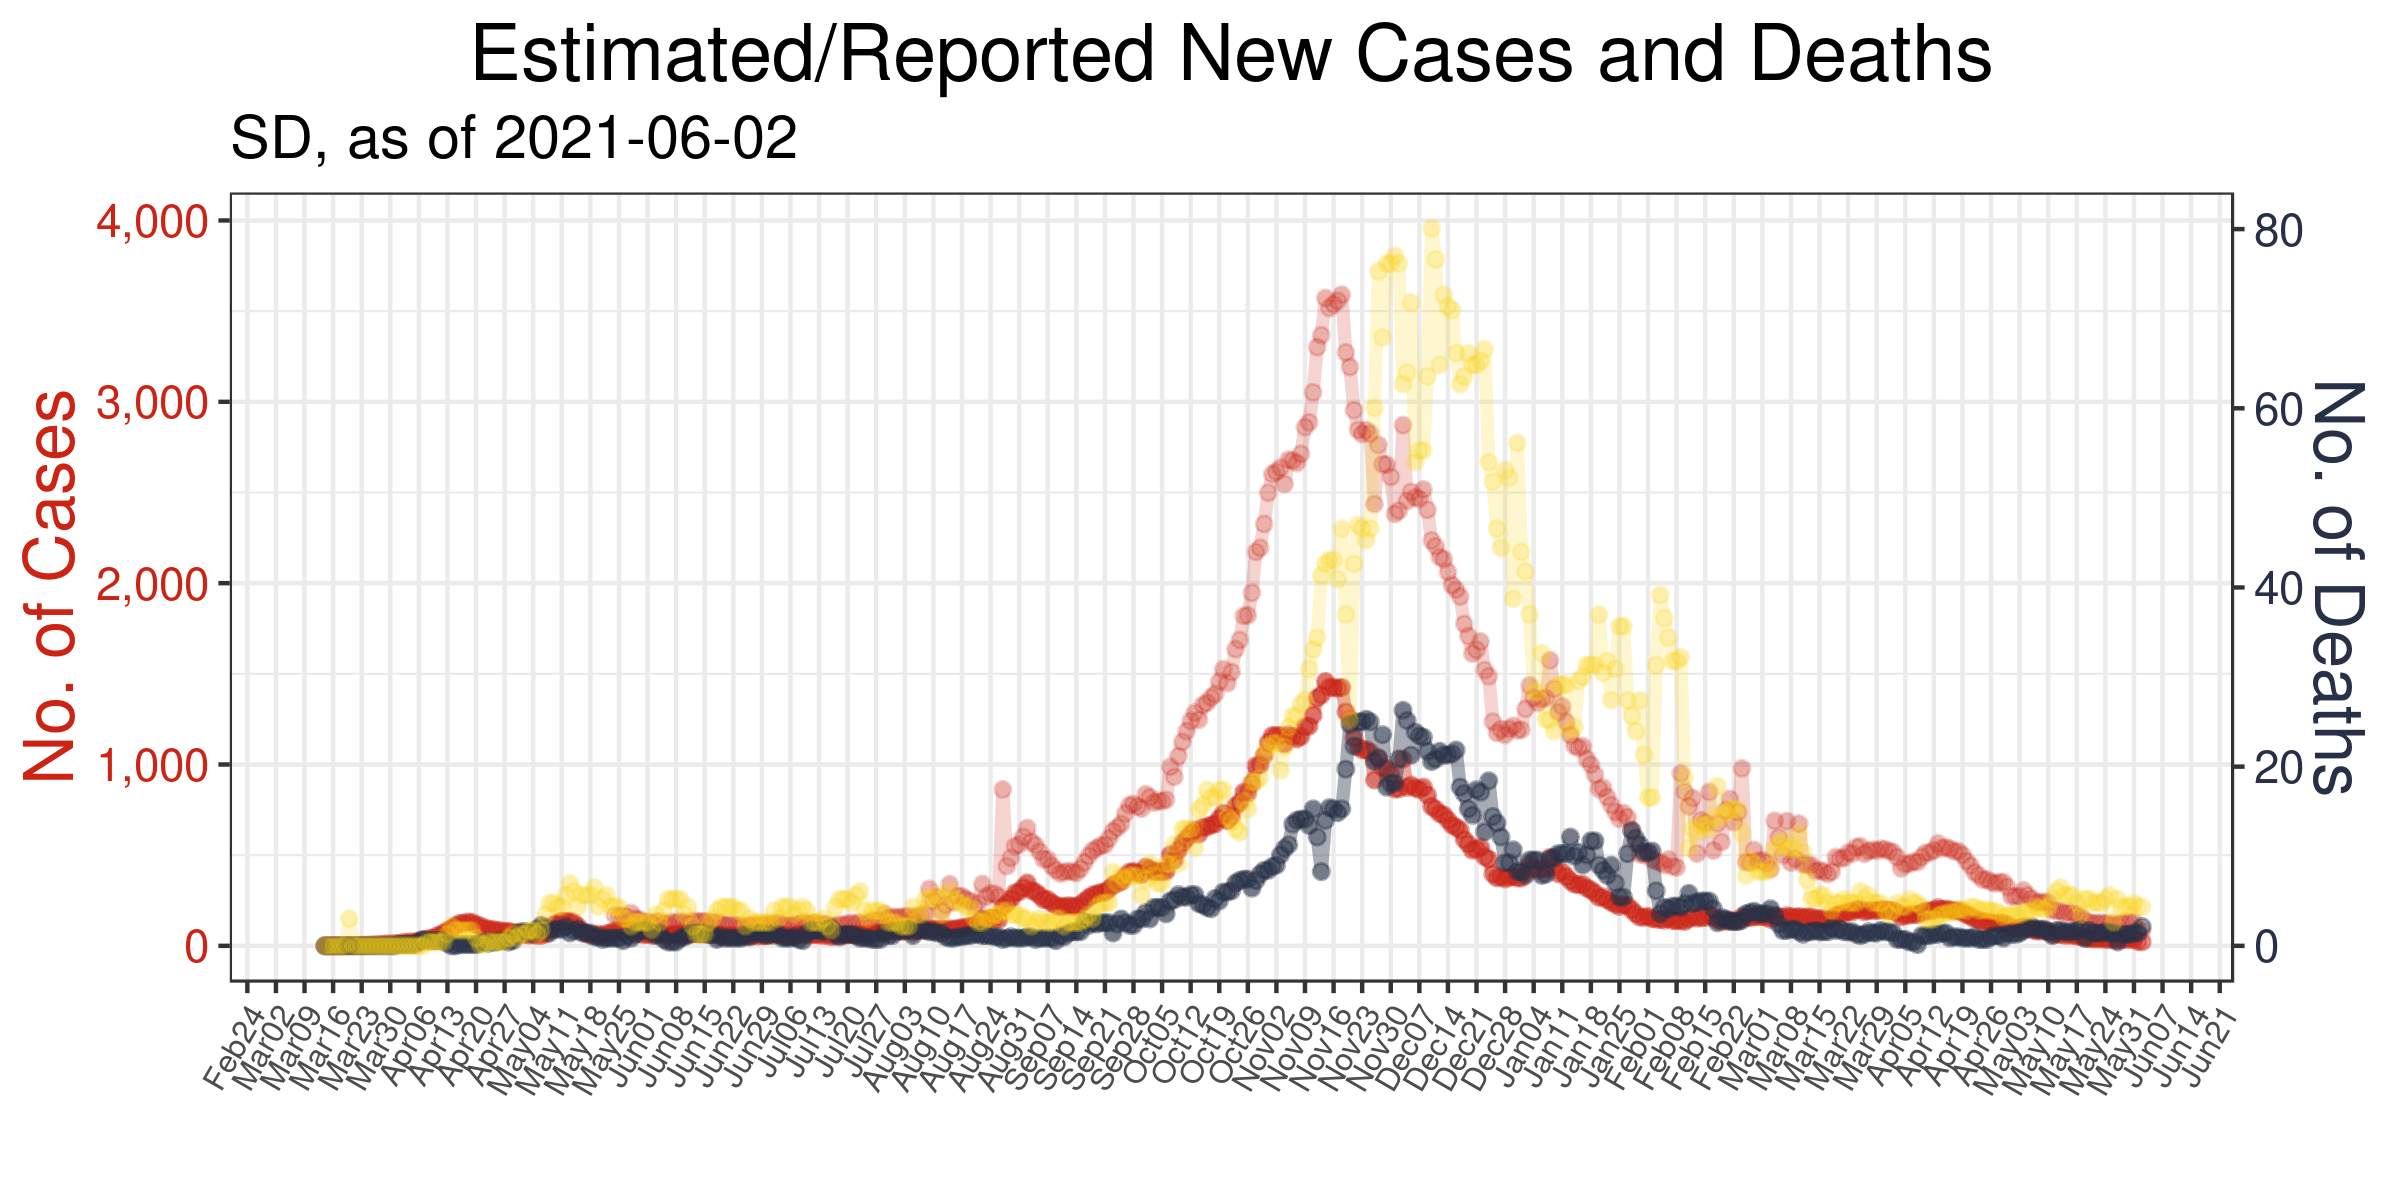 Estimated/Reported New Cases and Deaths
SD, as of 2021-06-02
No. of Cases
4,000
3,000
2,000
1,000
0
80
60
40
20
0
No. of Deaths
Feb24
Mar02
Mar09
Mar16
Mar23
Mar30
Apr06
Apr13
Apr20
Apr27
May04
May11
May18
May25
Jun01
Jun08
Jun15
Jun22
Jun29
Jul06
Jul13
Jul20
Jul27
Aug03
Aug10
Aug17
Aug24
Aug31
Sep07
Sep14
Sep21
Sep28
Oct05
Oct12
Oct19
Oct26
Nov02
Nov09
Nov16
Nov23
Nov30
Dec07
Dec14
Dec21
Dec28
Jan04
Jan11
Jan18
Jan25
Feb01
Feb08
Feb15
Feb22
Mar01
Mar08
Mar15
Mar22
Mar29
Apr05
Apr12
Apr19
Apr26
May03
May10
May17
May24
May31
Jun07
Jun14
Jun21